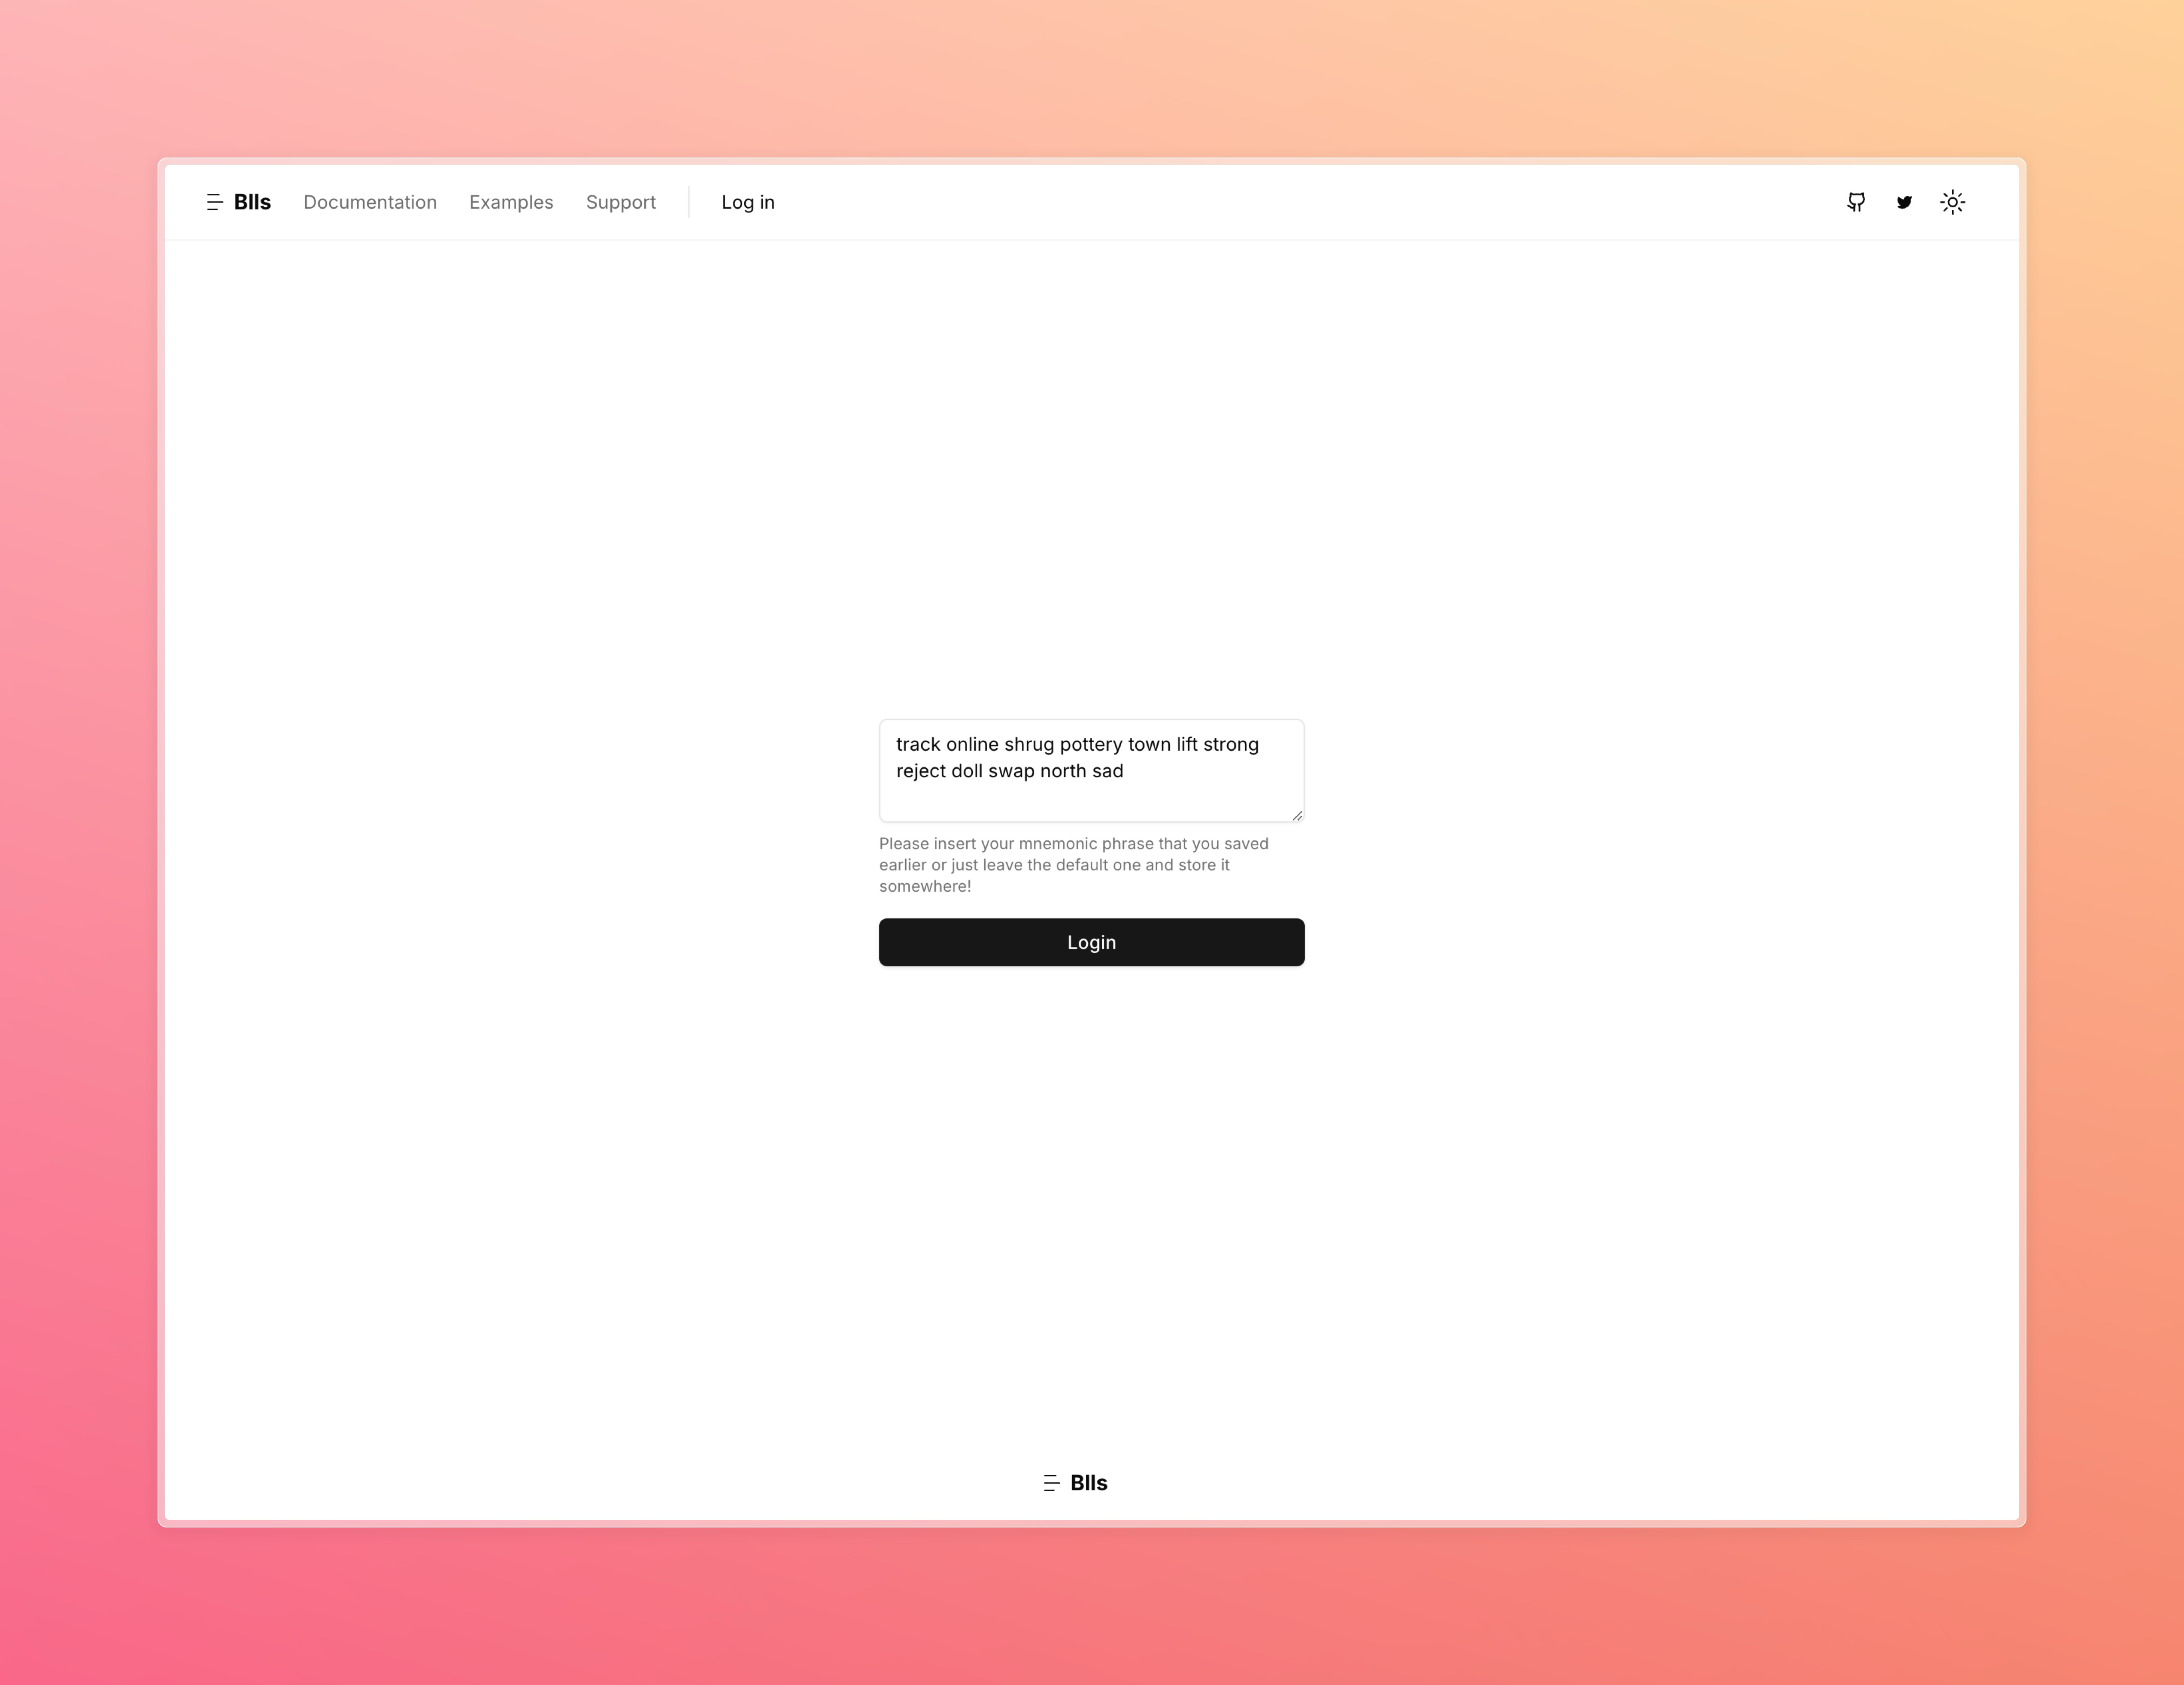 Blls Documentation Examples Support Log in
track online shrug pottery town lift strong
reject doll swap north sad
Please insert your mnemonic phrase that you saved
earlier or just leave the default one and store it
somewhere!
Login
Blls